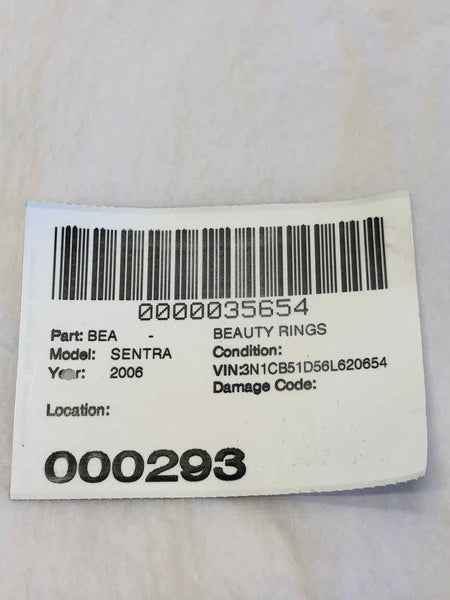 0000035654
Part: BEA - BEAUTY RINGS
Model: SENTRA Condition:
Year: 2006 VIN:3N1CB51D56L620654
Damage Code:
Location:
000293